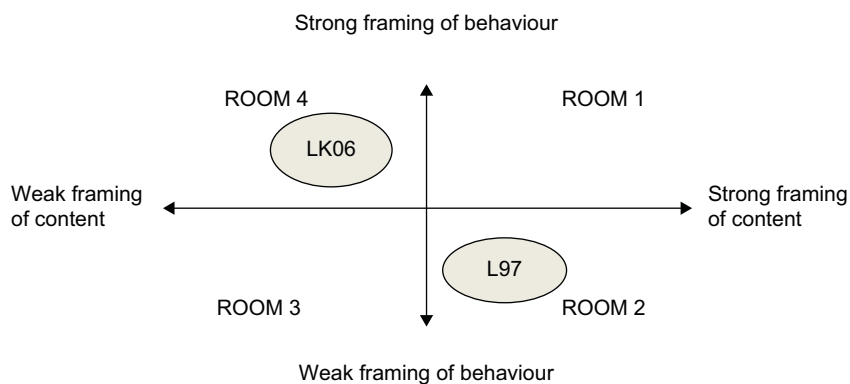 Strong framing of behaviour
ROOM 4
ROOM 1
LK06
Weak framing
of content
Strong framing
of content
L97
ROOM 3
ROOM 2
Weak framing of behaviour